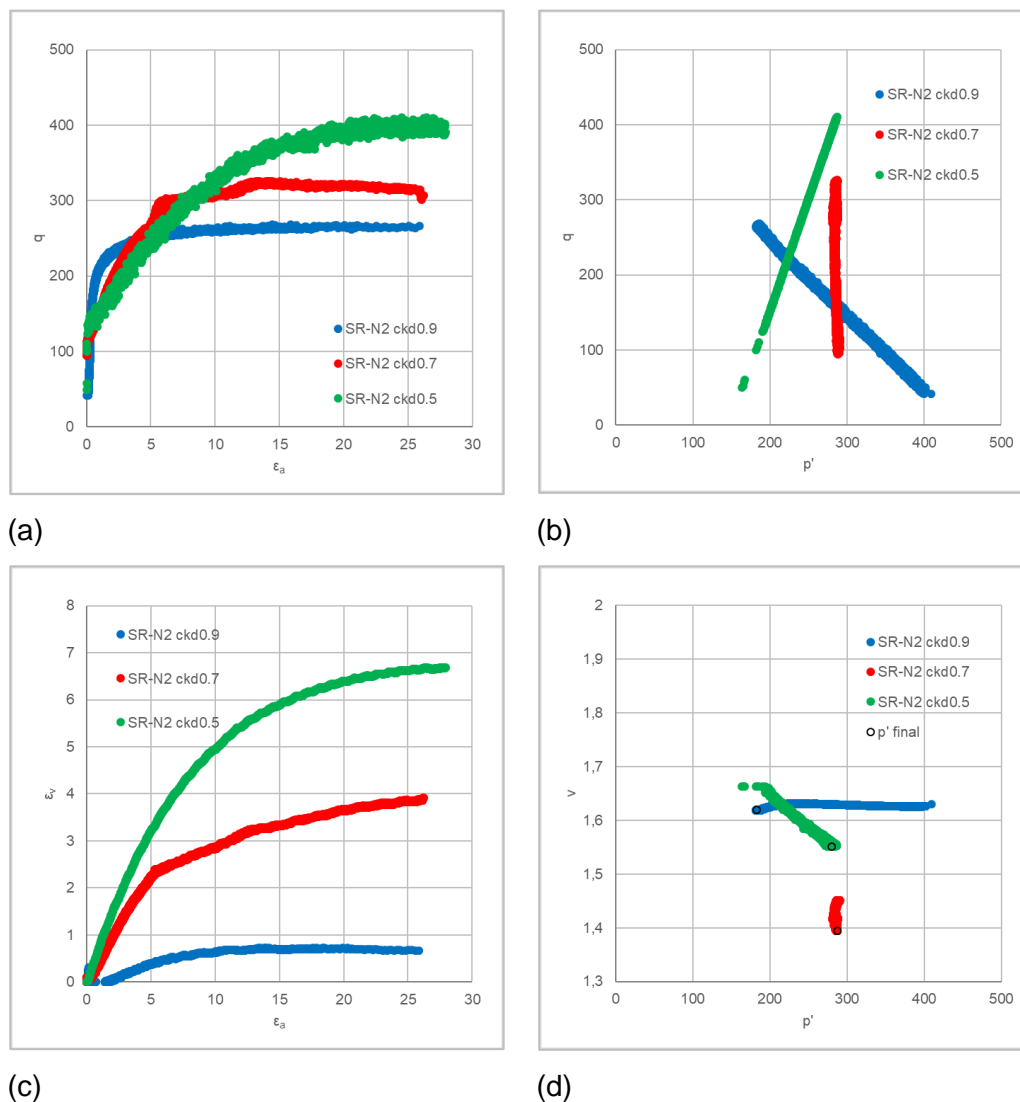 500
400
300
200
100
0
q
SR-N2 ckd0.9
SR-N2 ckd0.7
SR-N2 ckd0.5
0 5 10 15 20 25 30
εa
(a)
500
400
300
200
100
0
q
SR-N2 ckd0.9
SR-N2 ckd0.7
SR-N2 ckd0.5
0 100 200 300 400 500
p'
(b)
8
7
6
5
4
3
2
1
0
εv
SR-N2 ckd0.9
SR-N2 ckd0.7
SR-N2 ckd0.5
0 5 10 15 20 25 30
εa
(c)
2
1,9
1,8
1,7
1,6
1,5
1,4
1,3
v
SR-N2 ckd0.9
SR-N2 ckd0.7
SR-N2 ckd0.5
p' final
0 100 200 300 400 500
p'
(d)